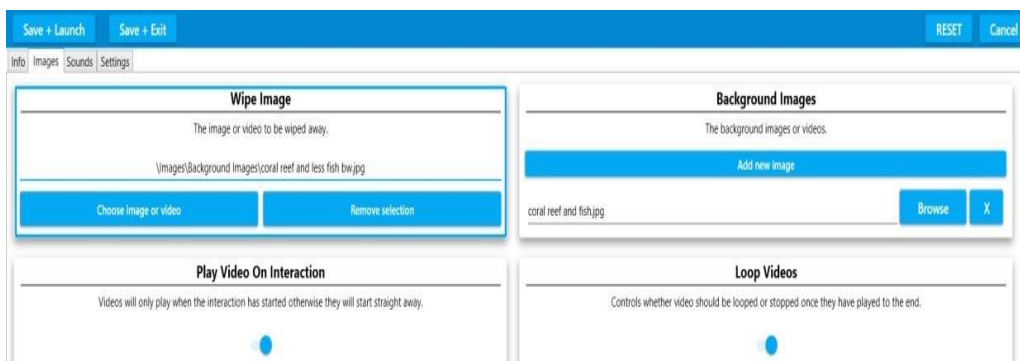 Save + Launch Save + Exit RESET Cancel
Info Images Sounds Settings
Wipe Image
The image or video to be wiped away.
\Images\Background Images\coral reef and less fish bw.jpg
Choose image or video Remove selection
Background Images
The background images or videos.
Add new image
coral reef and fish.jpg Browse X
Play Video On Interaction
Videos will only play when the interaction has started otherwise they will start straight away.
Loop Videos
Controls whether video should be looped or stopped once they have played to the end.